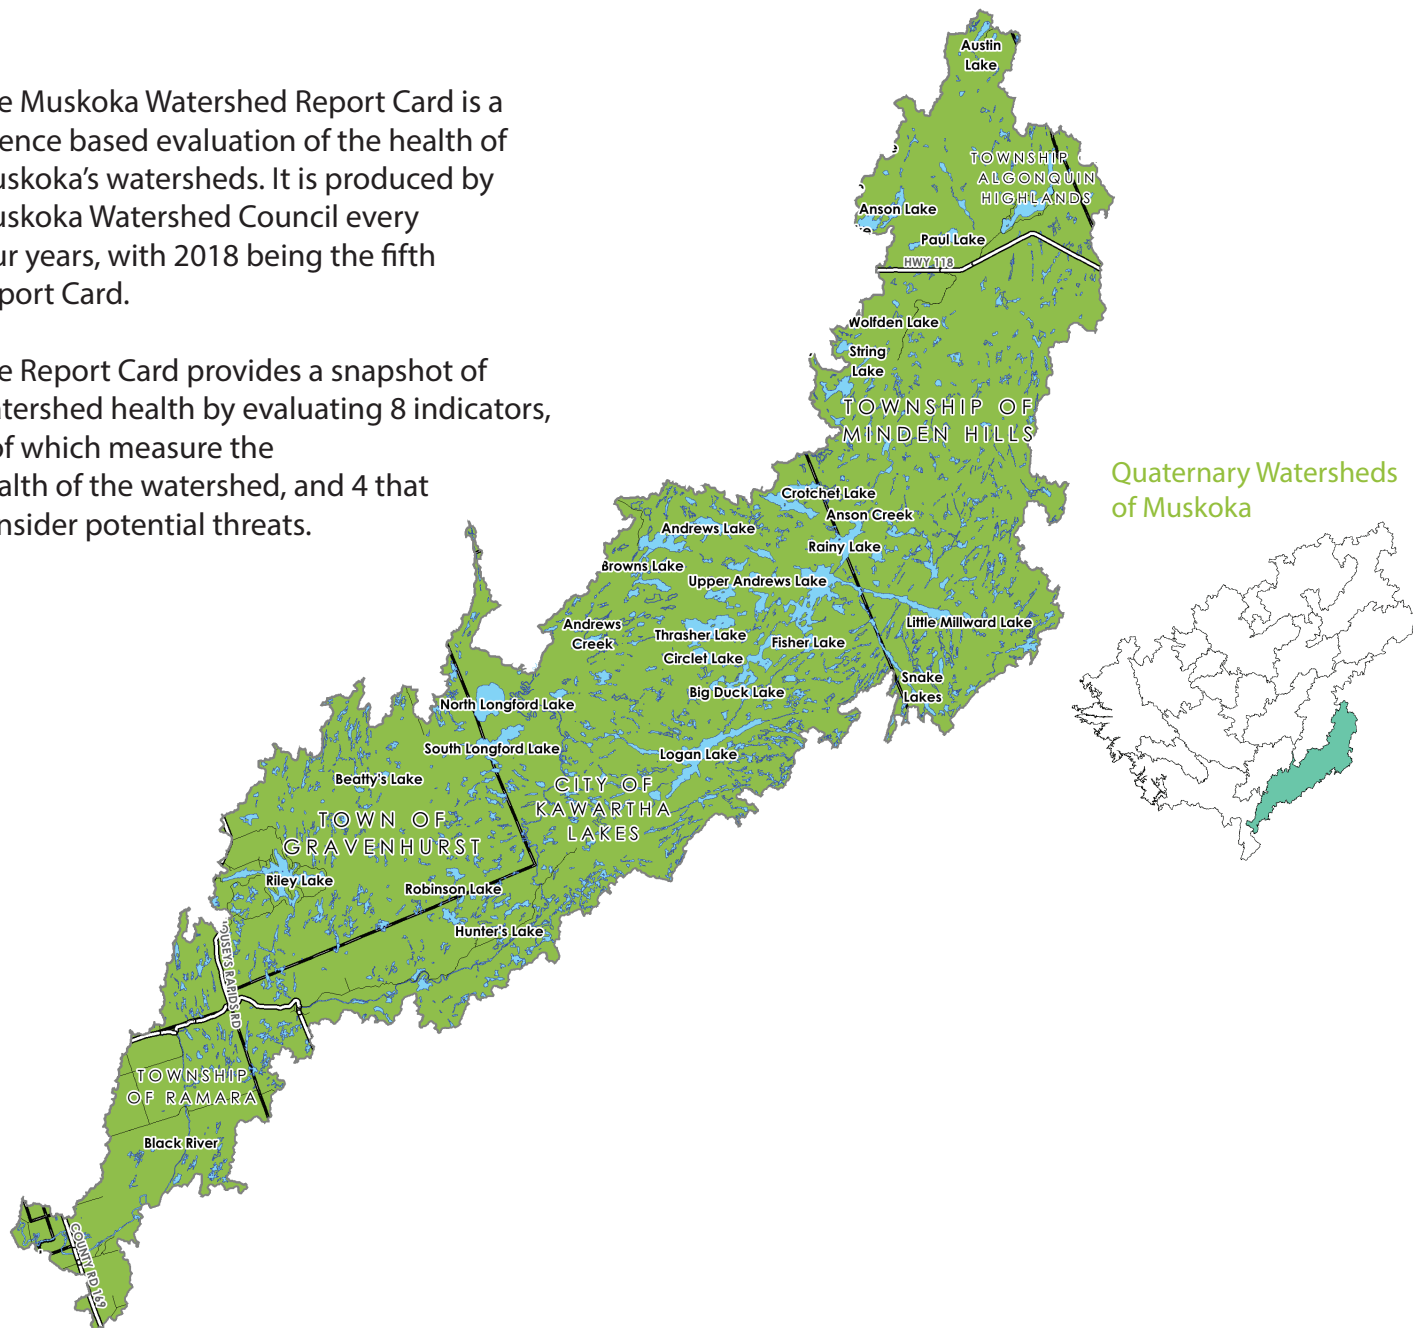 e Muskoka Watershed Report Card is a
ence based evaluation of the health of
uskoka's watersheds. It is produced by
uskoka Watershed Council every
ur years, with 2018 being the fifth
port Card.
e Report Card provides a snapshot of
atershed health by evaluating 8 indicators,
of which measure the
alth of the watershed, and 4 that
nsider potential threats.
Quaternary Watersheds
of Muskoka
Austin
Lake
TOWNSHIP
ALGONQUIN
HIGHLANDS
Anson Lake
Paul Lake
HWY 118
Wolfden Lake
String
Lake
TOWNSHIP OF
MINDEN HILLS
Crotchet Lake
Anson Creek
Andrews Lake
Rainy Lake
Browns Lake
Upper Andrews Lake
Little Millward Lake
Andrews
Creek
Thrasher Lake
Fisher Lake
Circlet Lake
Snake
Lakes
Big Duck Lake
North Longford Lake
South Longford Lake
Logan Lake
Beatty's Lake
CITY OF
KAWARTHA
LAKES
TOWN OF
GRAVENHURST
Riley Lake
Robinson Lake
Hunter's Lake
OUSEYS RAPIDS RD
TOWNSHIP
OF RAMARA
Black River
COUNTY RD 169